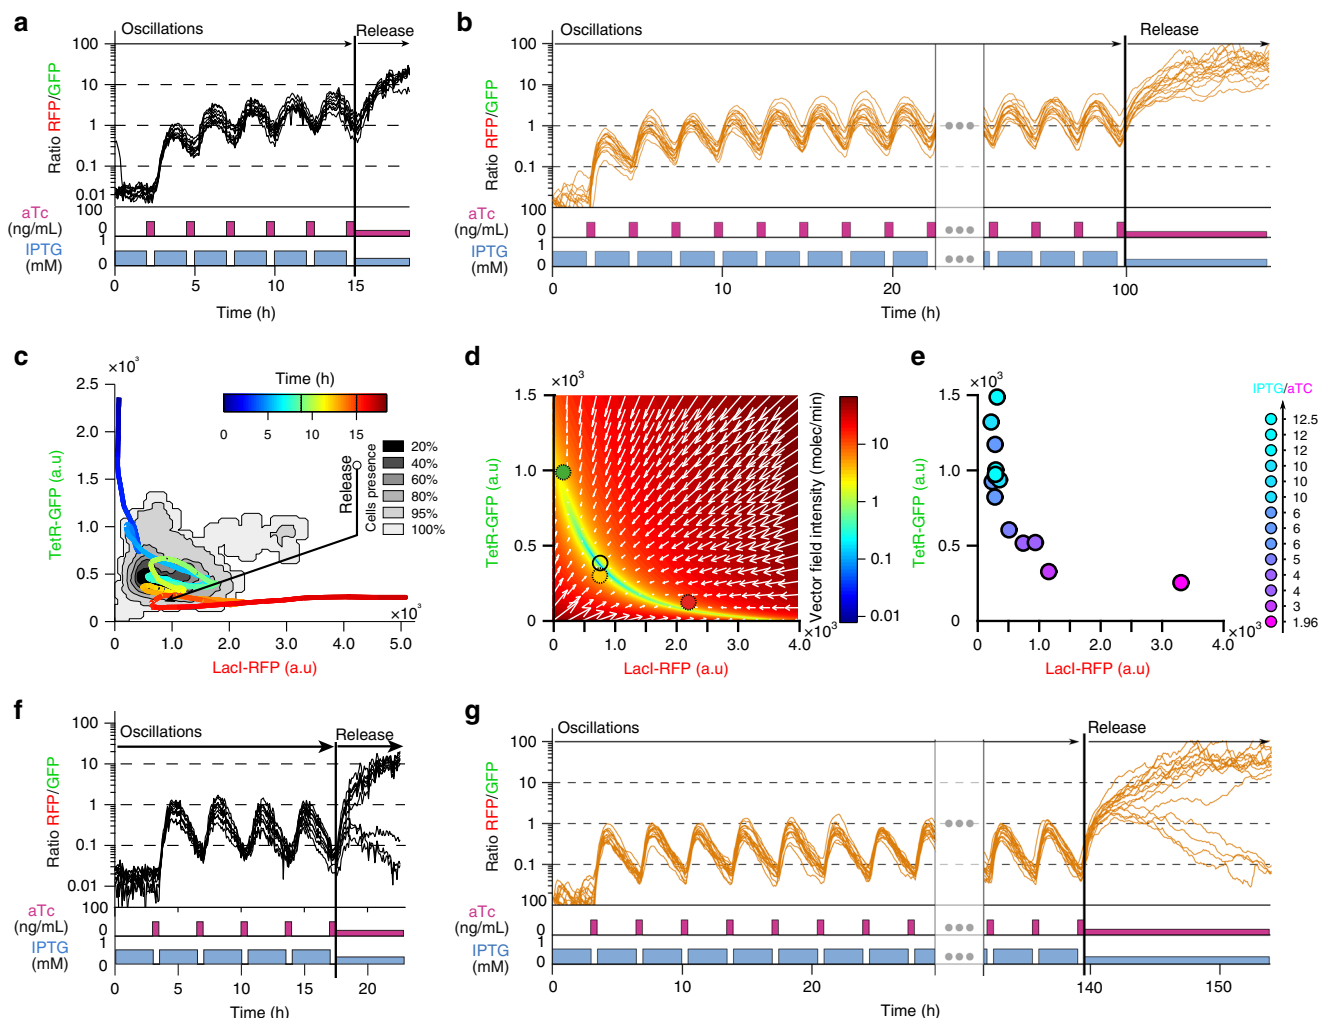 a
Oscillations
Release
100
10
1
0.1
0.01
Ratio RFP/GFP
aTc
(ng/mL)
100
0
IPTG
(mM)
1
0
0
5
10
15
Time (h)
b
Oscillations
Release
100
10
1
0.1
0.01
Ratio RFP/GFP
aTc
(ng/mL)
100
0
IPTG
(mM)
1
0
0
10
20
100
Time (h)
c
×10³
2.5
2.0
1.5
1.0
0.5
0
TetR-GFP (a.u)
Time (h)
0
5
10
15
Release
Cells presence
20%
40%
60%
80%
95%
100%
×10³
0
1.0
2.0
3.0
4.0
5.0
LacI-RFP (a.u)
d
×10³
1.5
1.0
0.5
0
TetR-GFP (a.u)
0
1.0
2.0
3.0
4.0
×10³
LacI-RFP (a.u)
Vector field intensity (molec/min)
10
1
0.1
0.01
e
×10³
1.5
1.0
0.5
0
TetR-GFP (a.u)
0
1.0
2.0
3.0
4.0
×10³
LacI-RFP (a.u)
IPTG/aTC
12.5
12
12
10
10
6
6
6
5
4
4
3
1.96
f
Oscillations
Release
100
10
1
0.1
0.01
Ratio RFP/GFP
aTc
(ng/mL)
100
0
IPTG
(mM)
1
0
0
5
10
15
20
Time (h)
g
Oscillations
Release
100
10
1
0.1
100
Ratio RFP/GFP
aTc
(ng/mL)
0
IPTG
(mM)
1
0
0
10
20
140
150
Time (h)